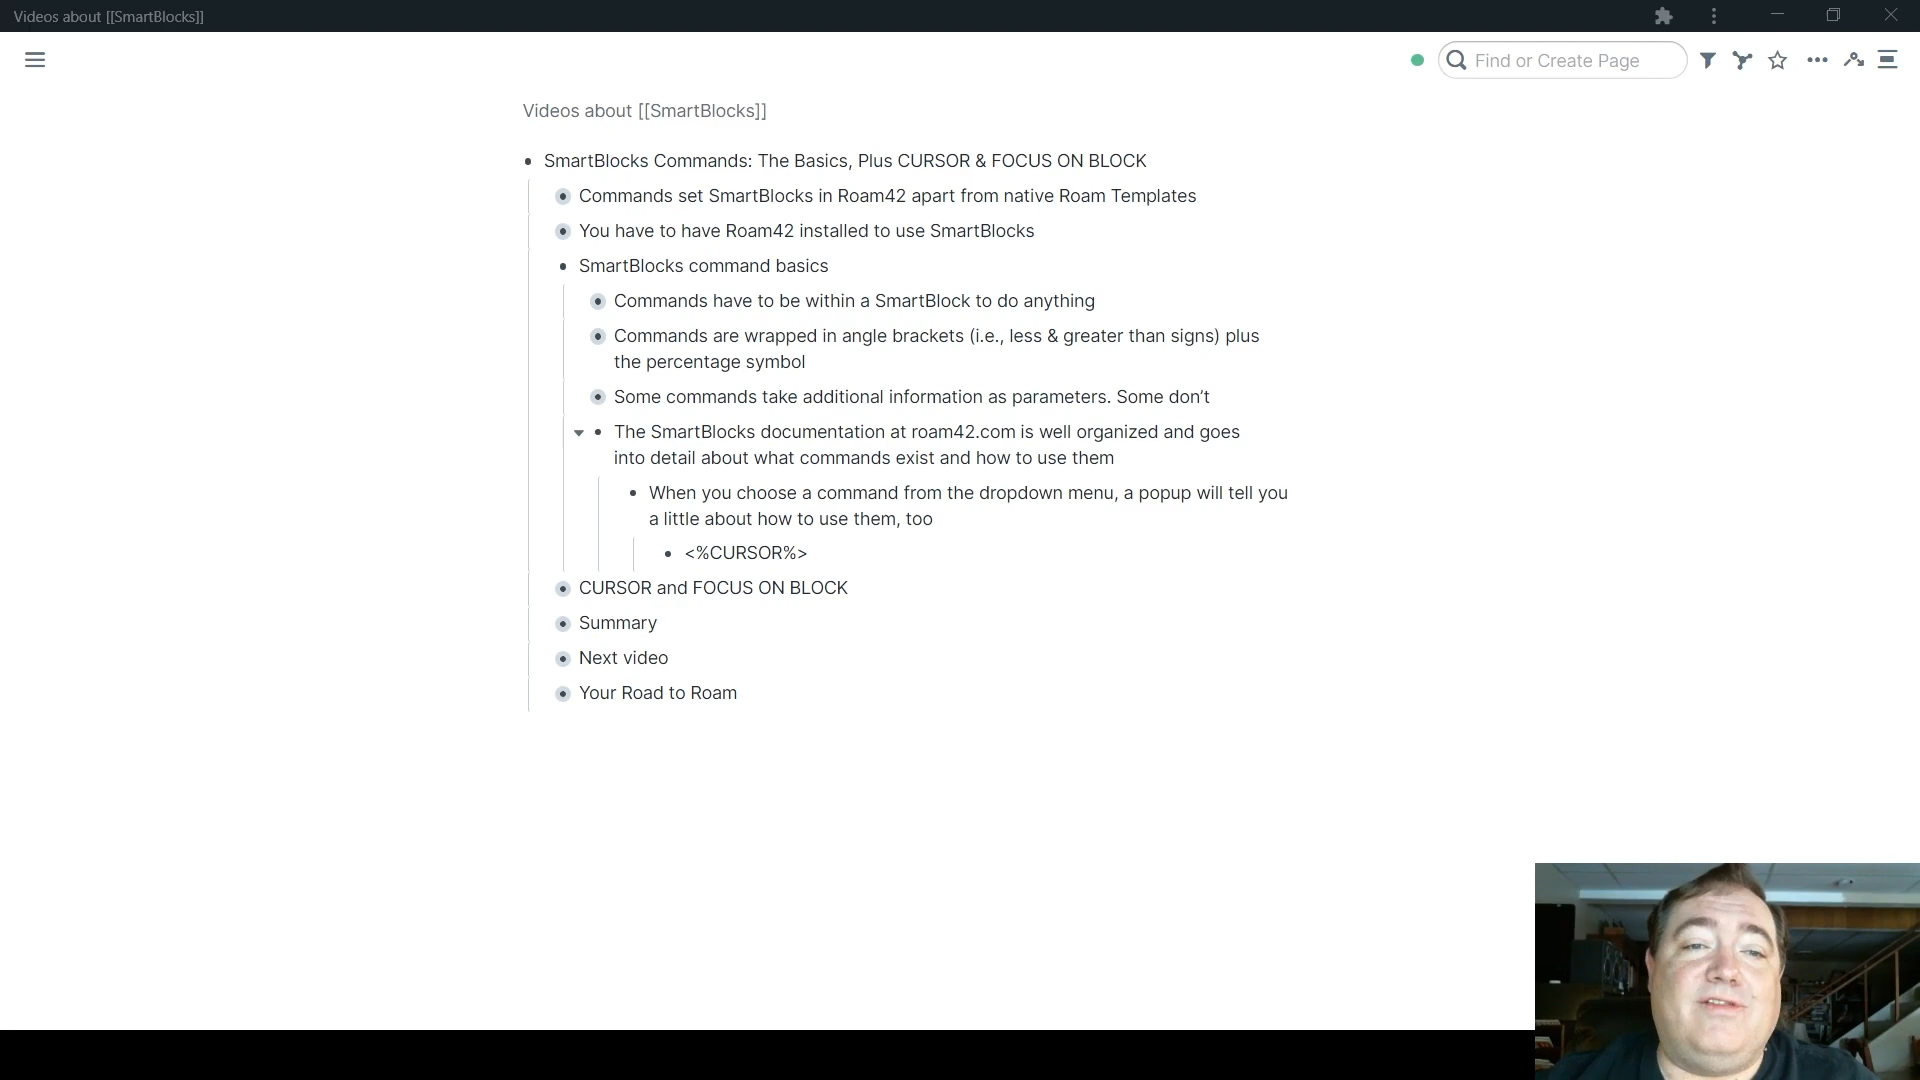 Videos about [[SmartBlocks]]
Find or Create Page
Videos about [[SmartBlocks]]
SmartBlocks Commands: The Basics, Plus CURSOR & FOCUS ON BLOCK
Commands set SmartBlocks in Roam42 apart from native Roam Templates
You have to have Roam42 installed to use SmartBlocks
SmartBlocks command basics
Commands have to be within a SmartBlock to do anything
Commands are wrapped in angle brackets (i.e., less & greater than signs) plus
the percentage symbol
Some commands take additional information as parameters. Some don’t
The SmartBlocks documentation at roam42.com is well organized and goes
into detail about what commands exist and how to use them
When you choose a command from the dropdown menu, a popup will tell you
a little about how to use them, too
<%CURSOR%>
CURSOR and FOCUS ON BLOCK
Summary
Next video
Your Road to Roam